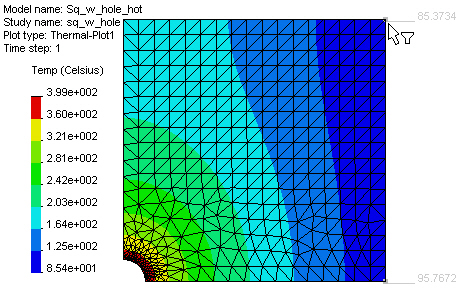 Model name: Sq_w_hole_hot
Study name: sq_w_hole
Plot type: Thermal-Plot1
Time step: 1
Temp (Celsius)
3.99e+002
3.60e+002
3.21e+002
2.81e+002
2.42e+002
2.03e+002
1.64e+002
1.25e+002
8.54e+001
85.3734
95.7672